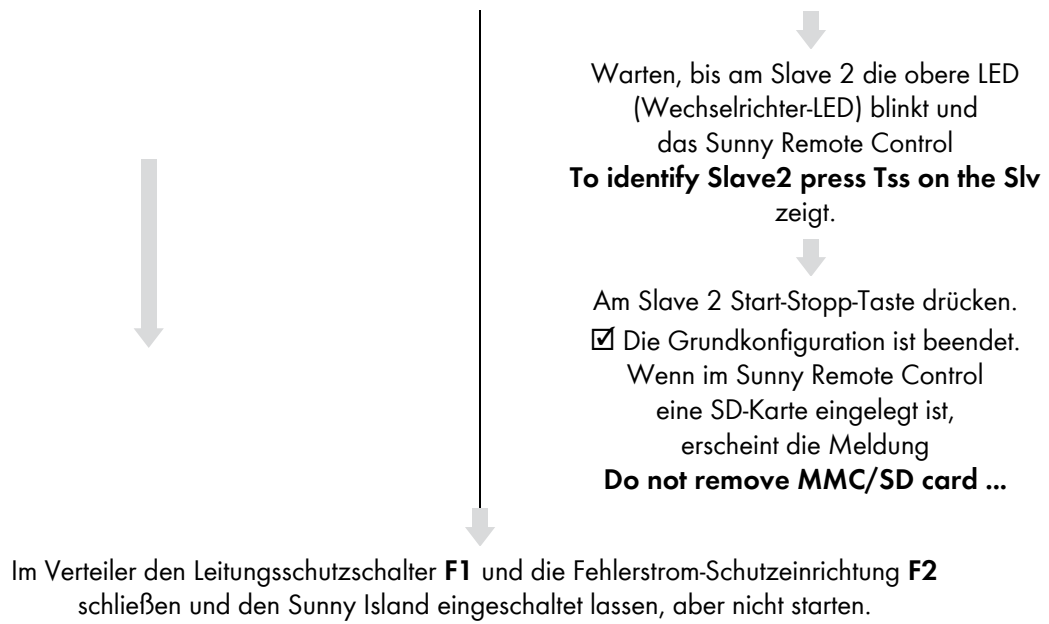 Warten, bis am Slave 2 die obere LED
(Wechselrichter-LED) blinkt und
das Sunny Remote Control
To identify Slave2 press Tss on the Slv
zeigt.
Am Slave 2 Start-Stopp-Taste drücken.
☑ Die Grundkonfiguration ist beendet.
Wenn im Sunny Remote Control
eine SD-Karte eingelegt ist,
erscheint die Meldung
Do not remove MMC/SD card ...
Im Verteiler den Leitungsschutzschalter F1 und die Fehlerstrom-Schutzeinrichtung F2
schließen und den Sunny Island eingeschaltet lassen, aber nicht starten.